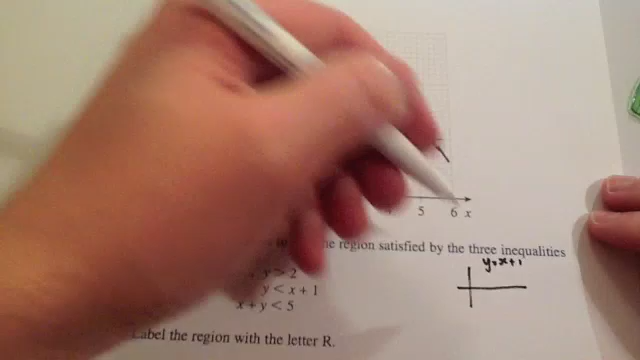 5 6 x
the region satisfied by the three inequalities
y = x + 1
y > 2
y < x + 1
x + y < 5
Label the region with the letter R.